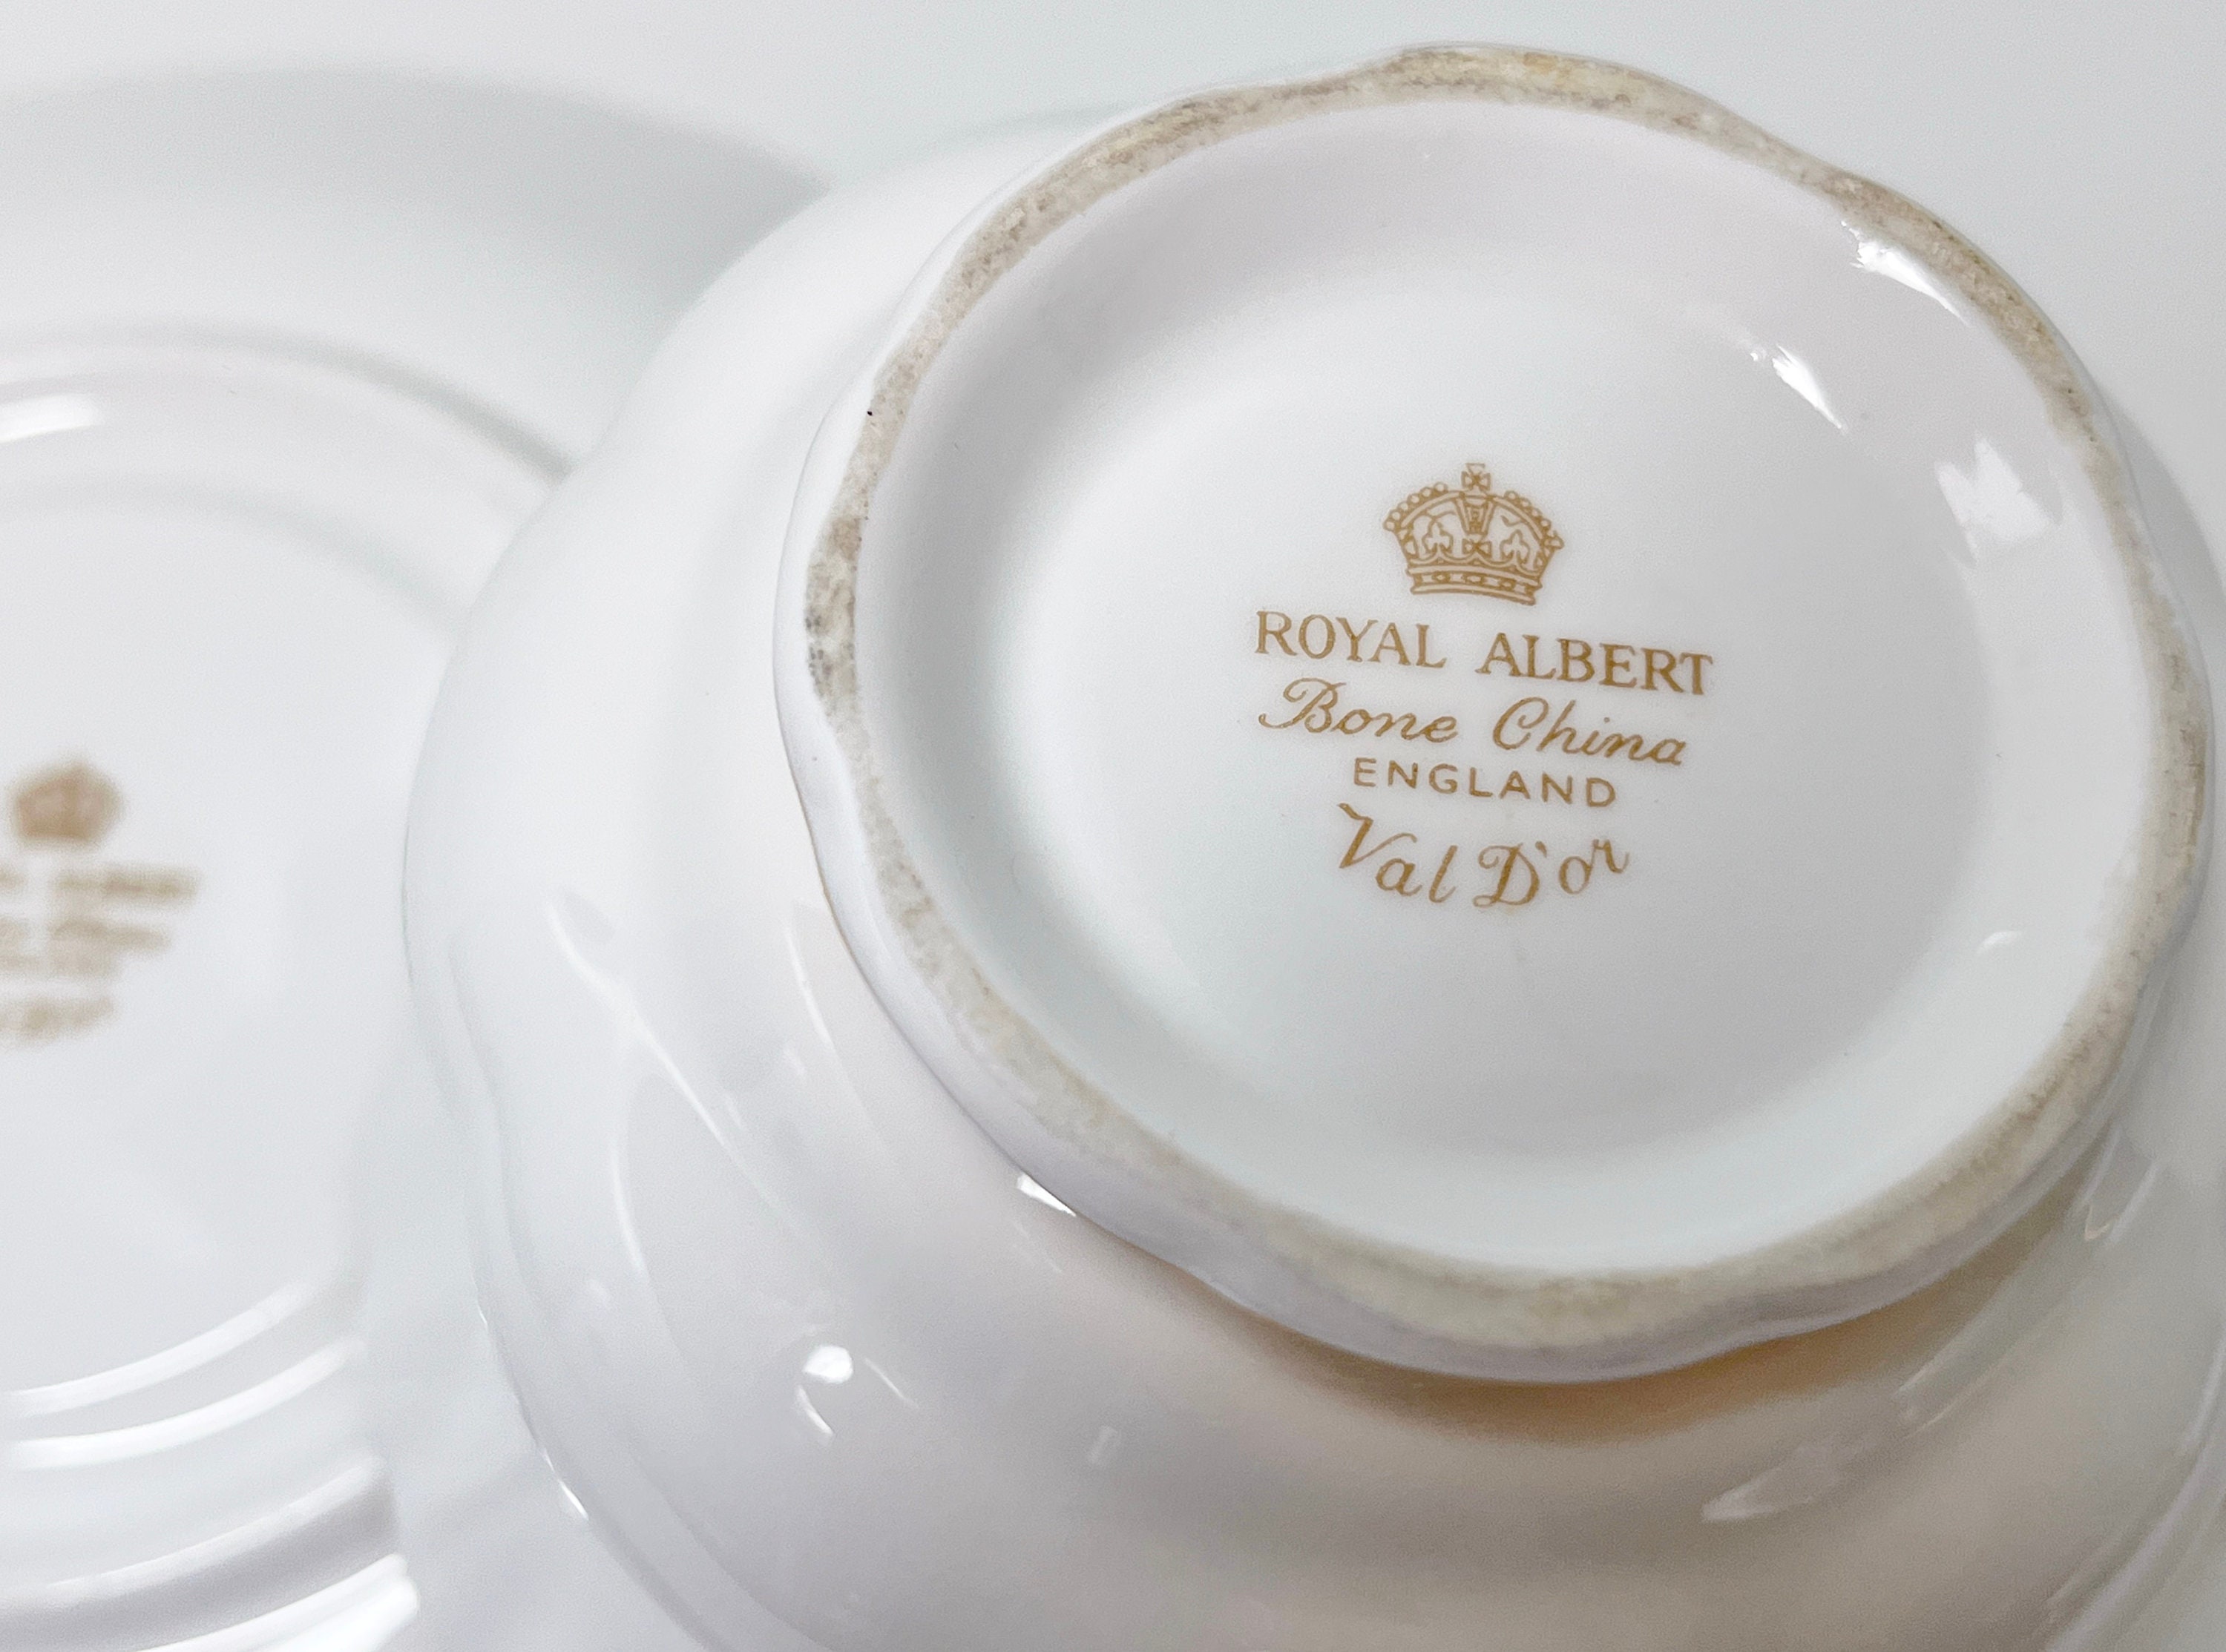 ROYAL ALBERT
Bone China
ENGLAND
Val D'or